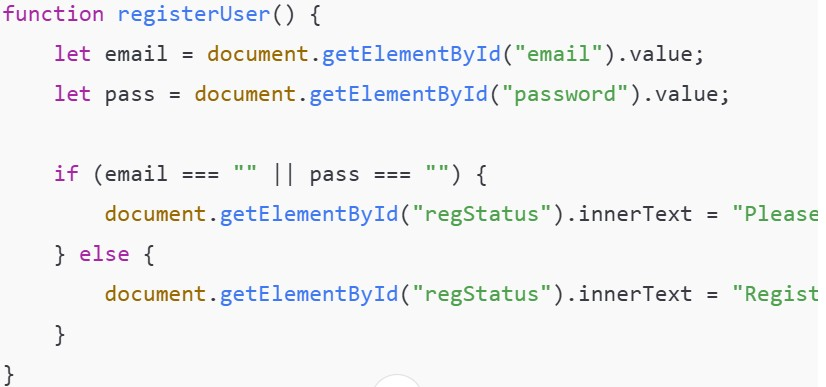 function registerUser() {
    let email = document.getElementById("email").value;
    let pass = document.getElementById("password").value;

    if (email === "" || pass === "") {
        document.getElementById("regStatus").innerText = "Please
    } else {
        document.getElementById("regStatus").innerText = "Regist
    }
}